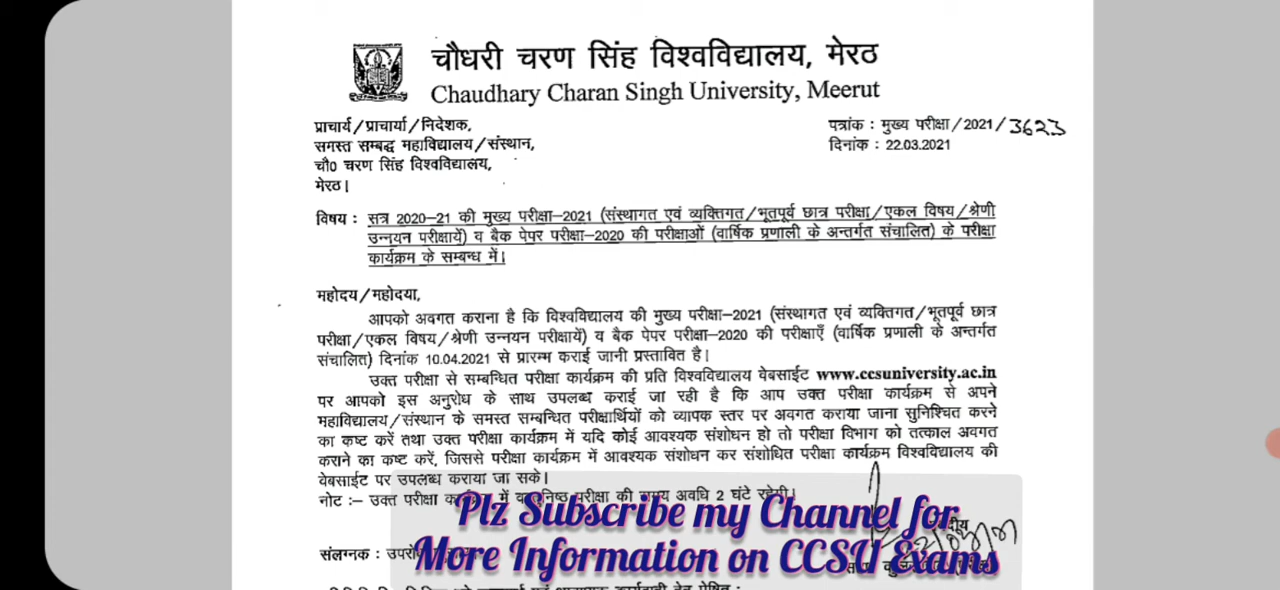 चौधरी चरण सिंह विश्वविद्यालय, मेरठ
Chaudhary Charan Singh University, Meerut
प्राचार्य/प्राचार्या/निदेशक,
समस्त सम्बद्ध महाविद्यालय/संस्थान,
चौ0 चरण सिंह विश्वविद्यालय,
मेरठ।
पत्रांक : मुख्य परीक्षा/2021/3623
दिनांक : 22.03.2021
विषय : सत्र 2020-21 की मुख्य परीक्षा-2021 (संस्थागत एवं व्यक्तिगत/भूतपूर्व छात्र परीक्षा/एकल विषय/श्रेणी
उन्नयन परीक्षायें) व बैक पेपर परीक्षा-2020 की परीक्षाओं (वार्षिक प्रणाली के अन्तर्गत संचालित) के परीक्षा
कार्यक्रम के सम्बन्ध में।
महोदय/महोदया,
आपको अवगत कराना है कि विश्वविद्यालय की मुख्य परीक्षा-2021 (संस्थागत एवं व्यक्तिगत/भूतपूर्व छात्र
परीक्षा/एकल विषय/श्रेणी उन्नयन परीक्षायें) व बैक पेपर परीक्षा-2020 की परीक्षाएँ (वार्षिक प्रणाली के अन्तर्गत
संचालित) दिनांक 10.04.2021 से प्रारम्भ कराई जानी प्रस्तावित है।
उक्त परीक्षा से सम्बन्धित परीक्षा कार्यक्रम की प्रति विश्वविद्यालय वेबसाईट www.ccsuniversity.ac.in
पर आपको इस अनुरोध के साथ उपलब्ध कराई जा रही है कि आप उक्त परीक्षा कार्यक्रम से अपने
महाविद्यालय/संस्थान के समस्त सम्बन्धित परीक्षार्थियों को व्यापक स्तर पर अवगत कराया जाना सुनिश्चित करने
का कष्ट करें तथा उक्त परीक्षा कार्यक्रम में यदि कोई आवश्यक संशोधन हो तो परीक्षा विभाग को तत्काल अवगत
कराने का कष्ट करें, जिससे परीक्षा कार्यक्रम में आवश्यक संशोधन कर संशोधित परीक्षा कार्यक्रम विश्वविद्यालय की
वेबसाईट पर उपलब्ध कराया जा सके।
नोट :- उक्त परीक्षा में परीक्षा की समय अवधि 2 घंटे रहेगी।
Plz Subscribe my Channel for
संलग्नक :
More Information on CCSU Exams